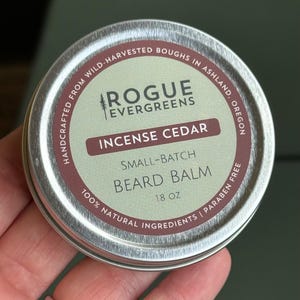 HANDCRAFTED FROM WILD-HARVESTED BOUGHS IN ASHLAND, OREGON
ROGUE
EVERGREENS
INCENSE CEDAR
SMALL-BATCH
BEARD BALM
1.8 OZ
100% NATURAL INGREDIENTS | PARABEN FREE